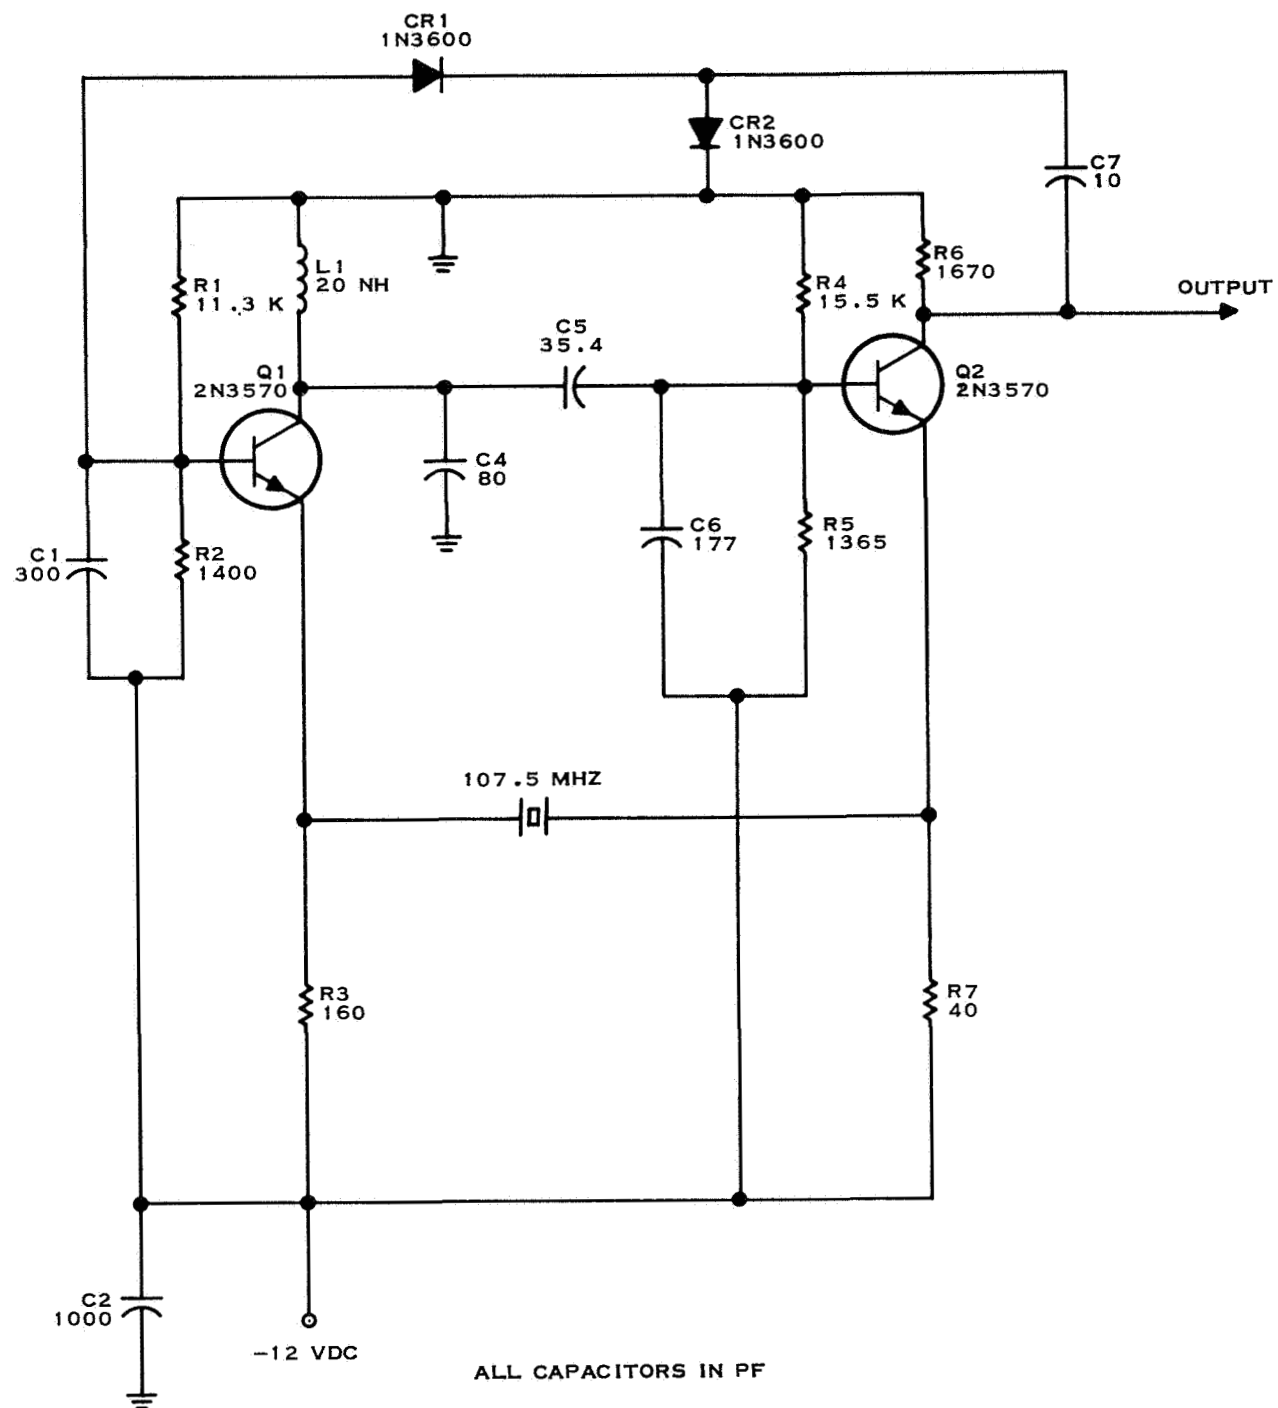 CR1
1N3600
CR2
1N3600
C7
10
R1
11.3 K
L1
20 NH
R4
15.5 K
R6
1670
OUTPUT
C5
35.4
Q1
2N3570
Q2
2N3570
C4
80
C1
300
R2
1400
C6
177
R5
1365
107.5 MHZ
R3
160
R7
40
C2
1000
-12 VDC
ALL CAPACITORS IN PF